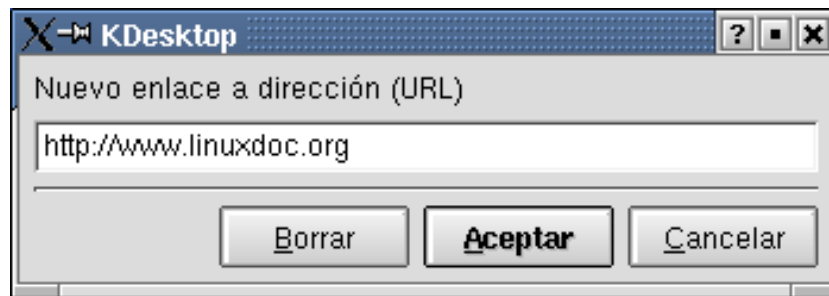 KDesktop
Nuevo enlace a dirección (URL)
http://www.linuxdoc.org
Borrar Aceptar Cancelar